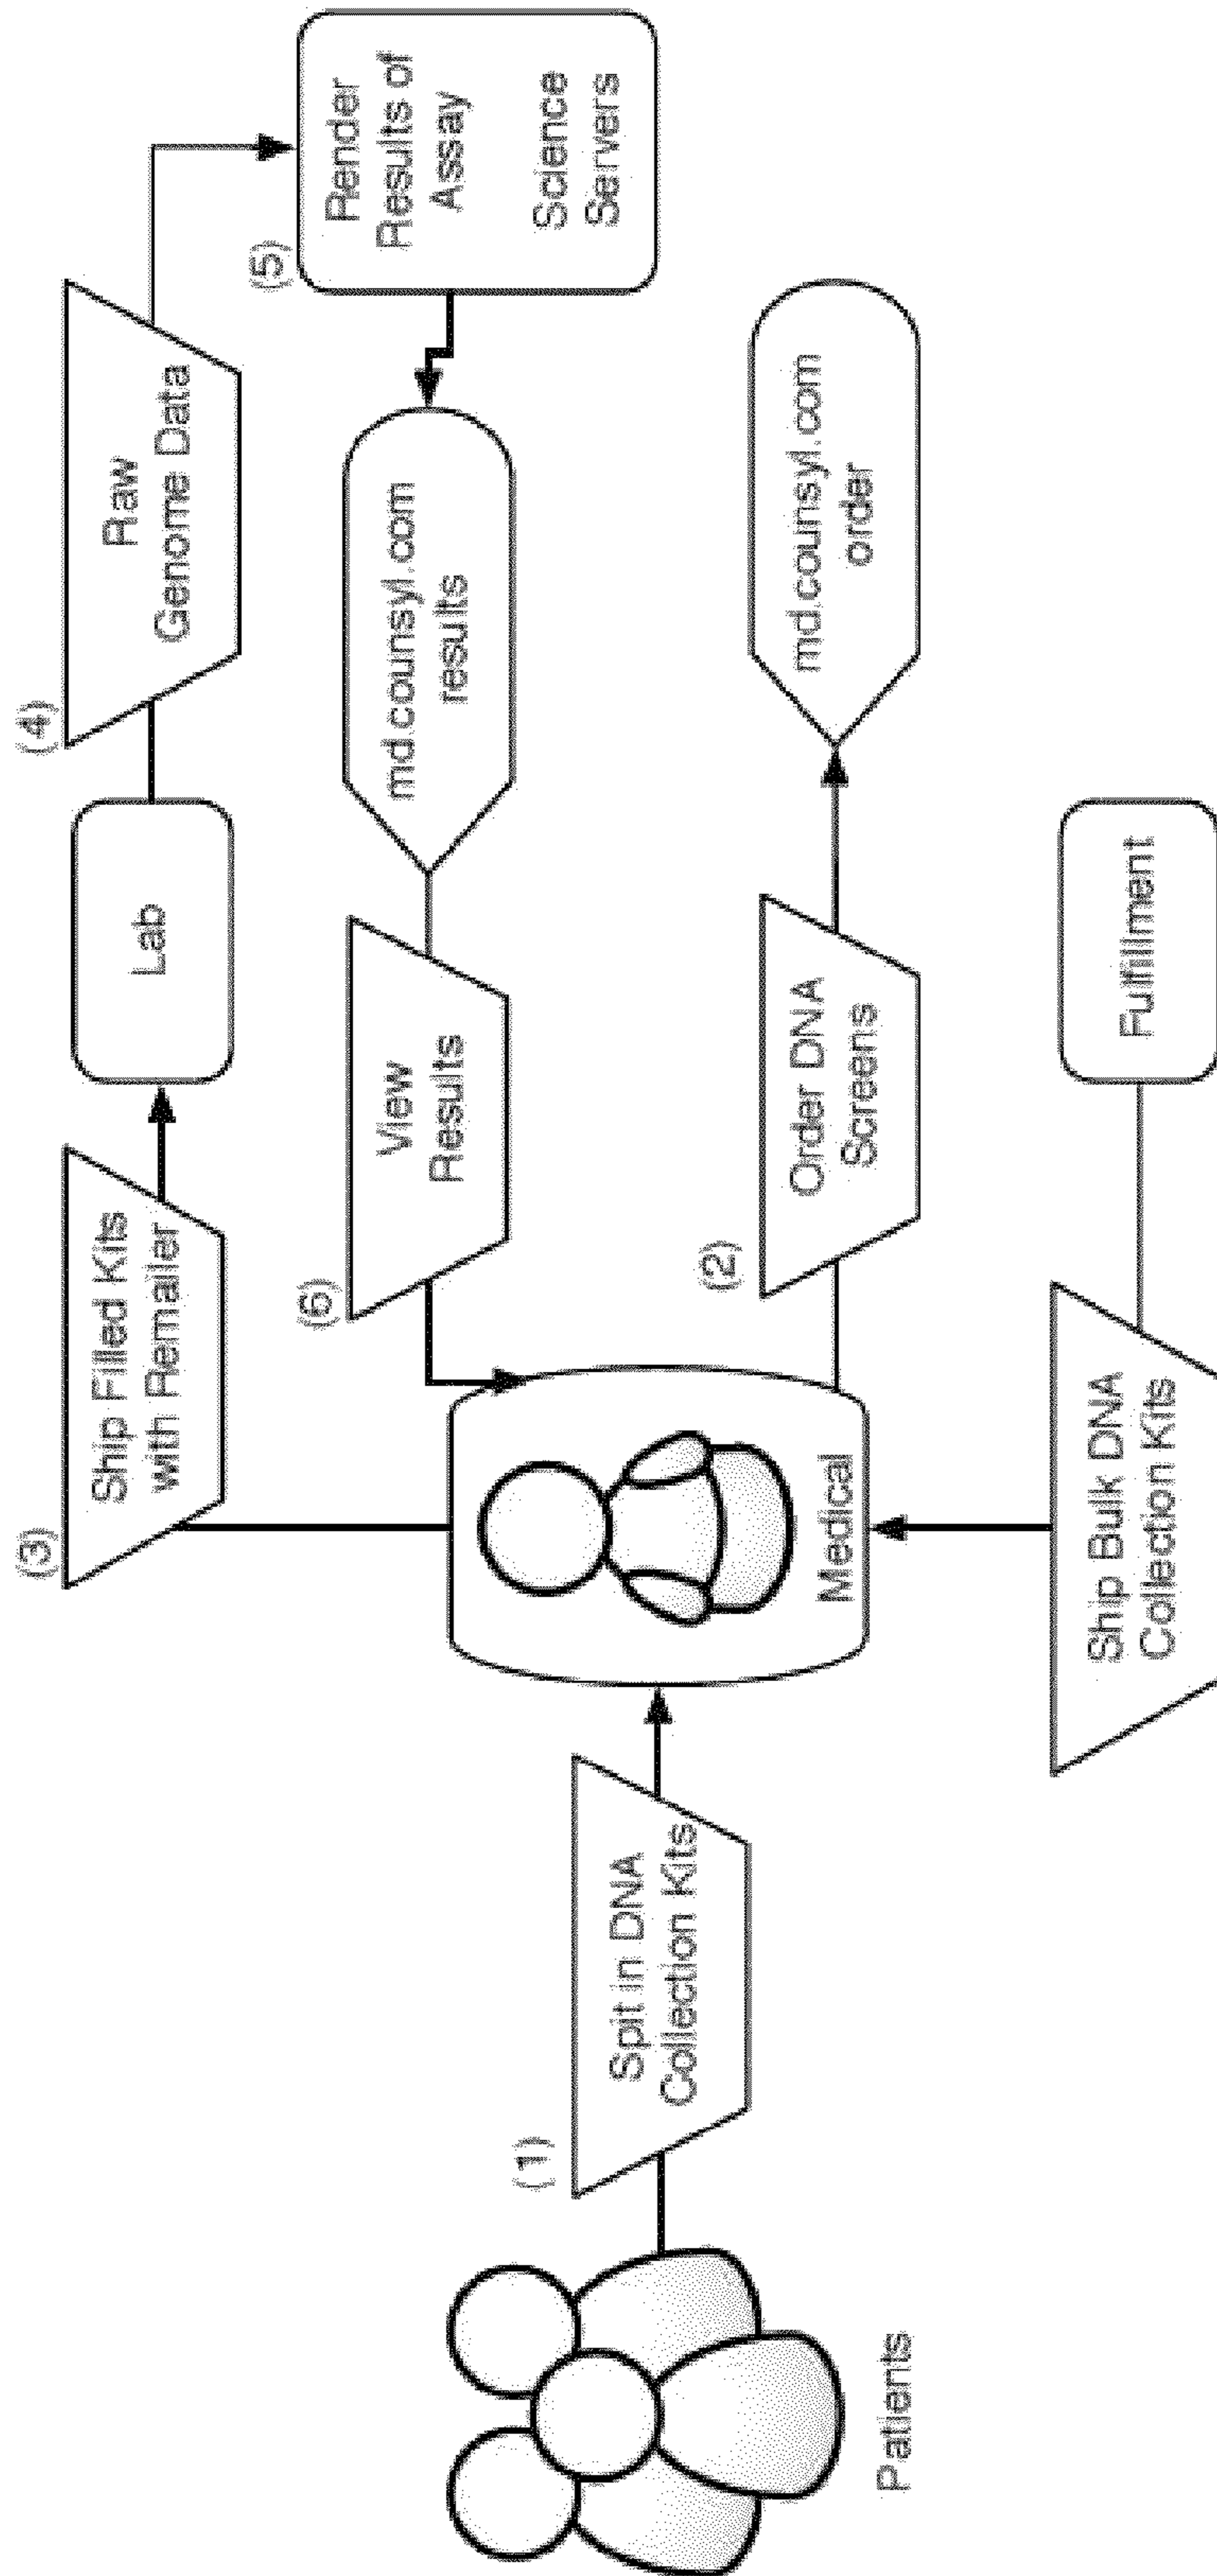 Patients
(1)
Spit in DNA
Collection Kits
Medical
(2)
Order DNA
Screens
md.counsyl.com
order
(3)
Ship Filled Kits
with Remailer
Lab
(4)
Raw
Genome Data
(5)
Render
Results of
Assay
Science
Servers
md.counsyl.com
results
(6)
View
Results
Ship Bulk DNA
Collection Kits
Fulfillment